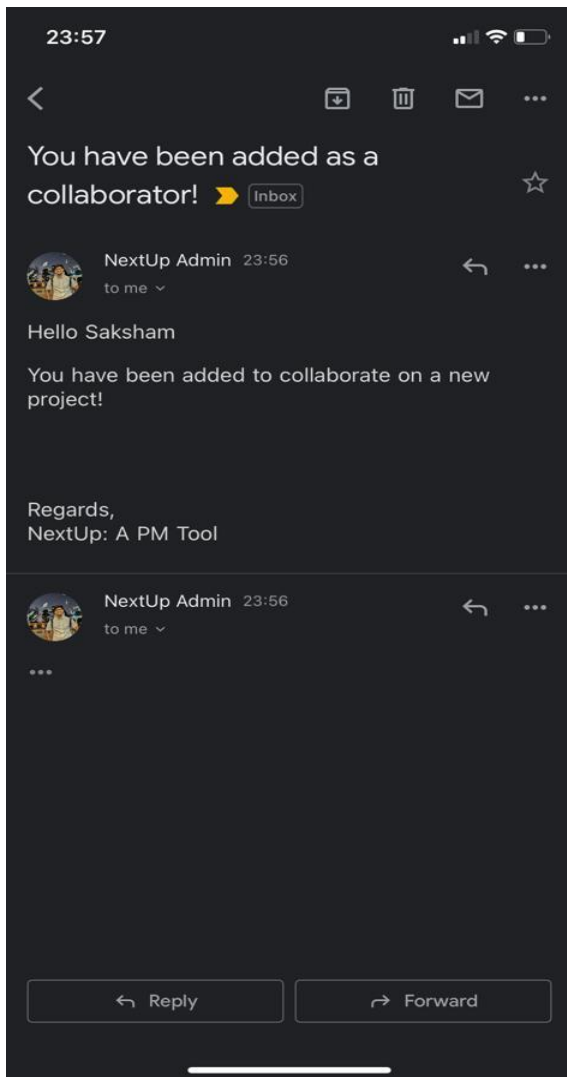 23:57
You have been added as a
collaborator! Inbox
NextUp Admin 23:56
to me
Hello Saksham
You have been added to collaborate on a new
project!
Regards,
NextUp: A PM Tool
NextUp Admin 23:56
to me
Reply
Forward